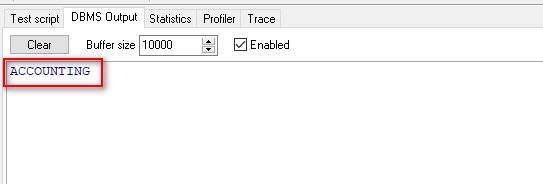 Test script DBMS Output Statistics Profiler Trace
Clear Buffer size 10000 Enabled
ACCOUNTING